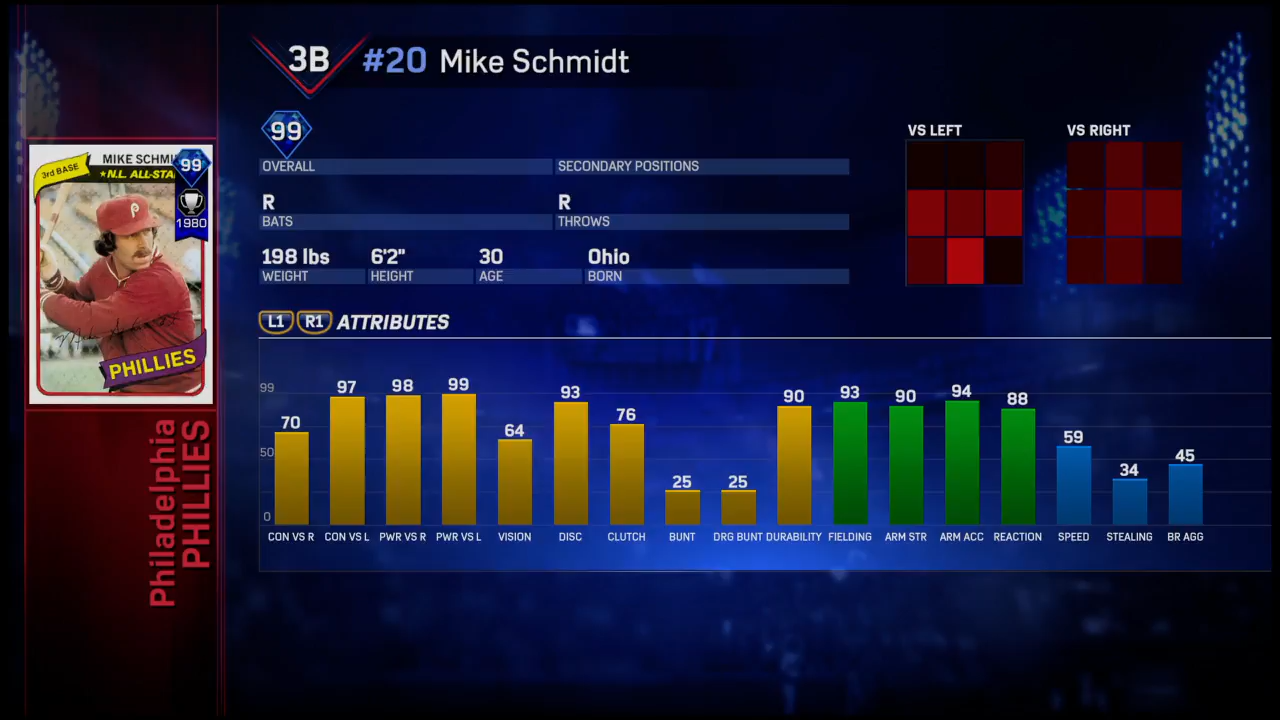 3B #20 Mike Schmidt
99
OVERALL SECONDARY POSITIONS
R R
BATS THROWS
198 lbs 6'2" 30 Ohio
WEIGHT HEIGHT AGE BORN
VS LEFT VS RIGHT
3rd BASE MIKE SCHMI 99
★N.L. ALL-STA
1980
P
PHILLIES
Philadelphia
PHILLIES
L1 R1 ATTRIBUTES
99
50
0
70 97 98 99 64 93 76 25 25 90 93 90 94 88 59 34 45
CON VS R CON VS L PWR VS R PWR VS L VISION DISC CLUTCH BUNT DRG BUNT DURABILITY FIELDING ARM STR ARM ACC REACTION SPEED STEALING BR AGG